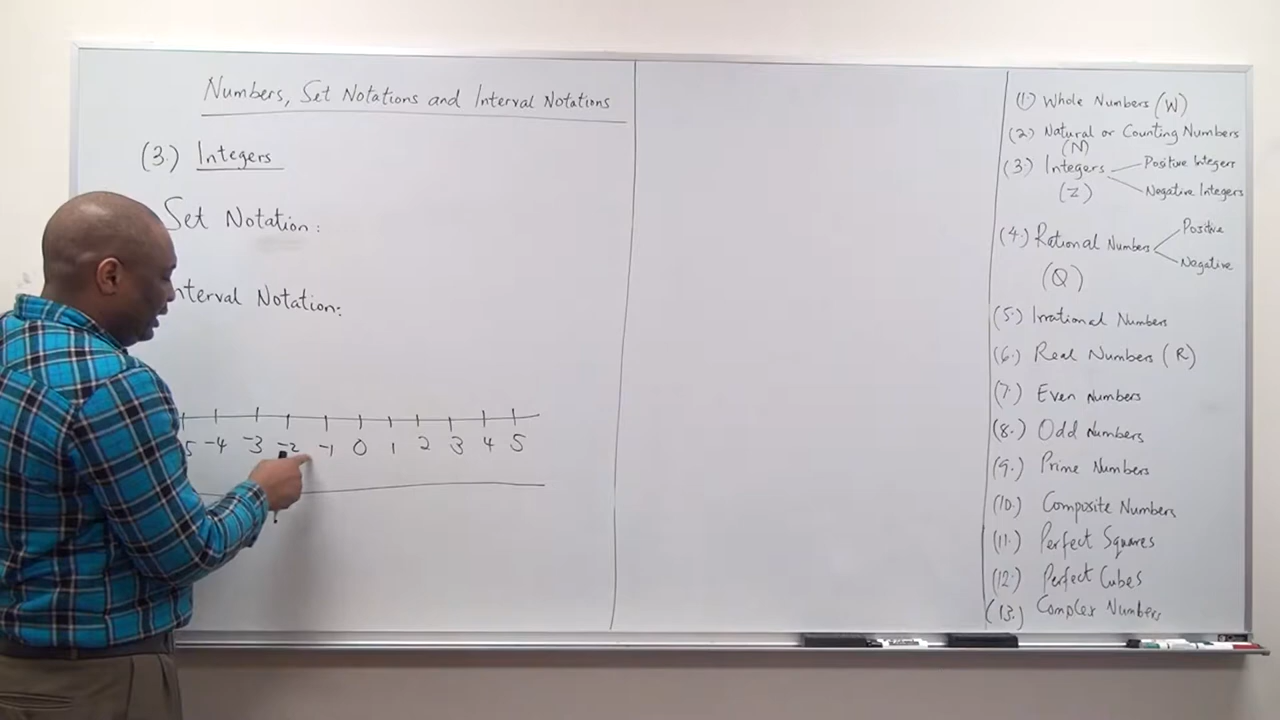 Numbers, Set Notations and Interval Notations
(3.) Integers
Set Notation:
nterval Notation:
5 -4 -3 -2 -1 0 1 2 3 4 5
(1) Whole Numbers (W)
(2) Natural or Counting Numbers
(N)
(3.) Integers
Positive Integers
Negative Integers
(Z)
(4.) Rational Numbers
Positive
Negative
(Q)
(5.) Irrational Numbers
(6.) Real Numbers (R)
(7.) Even Numbers
(8.) Odd Numbers
(9.) Prime Numbers
(10.) Composite Numbers
(11.) Perfect Squares
(12.) Perfect Cubes
(13.) Complex Numbers